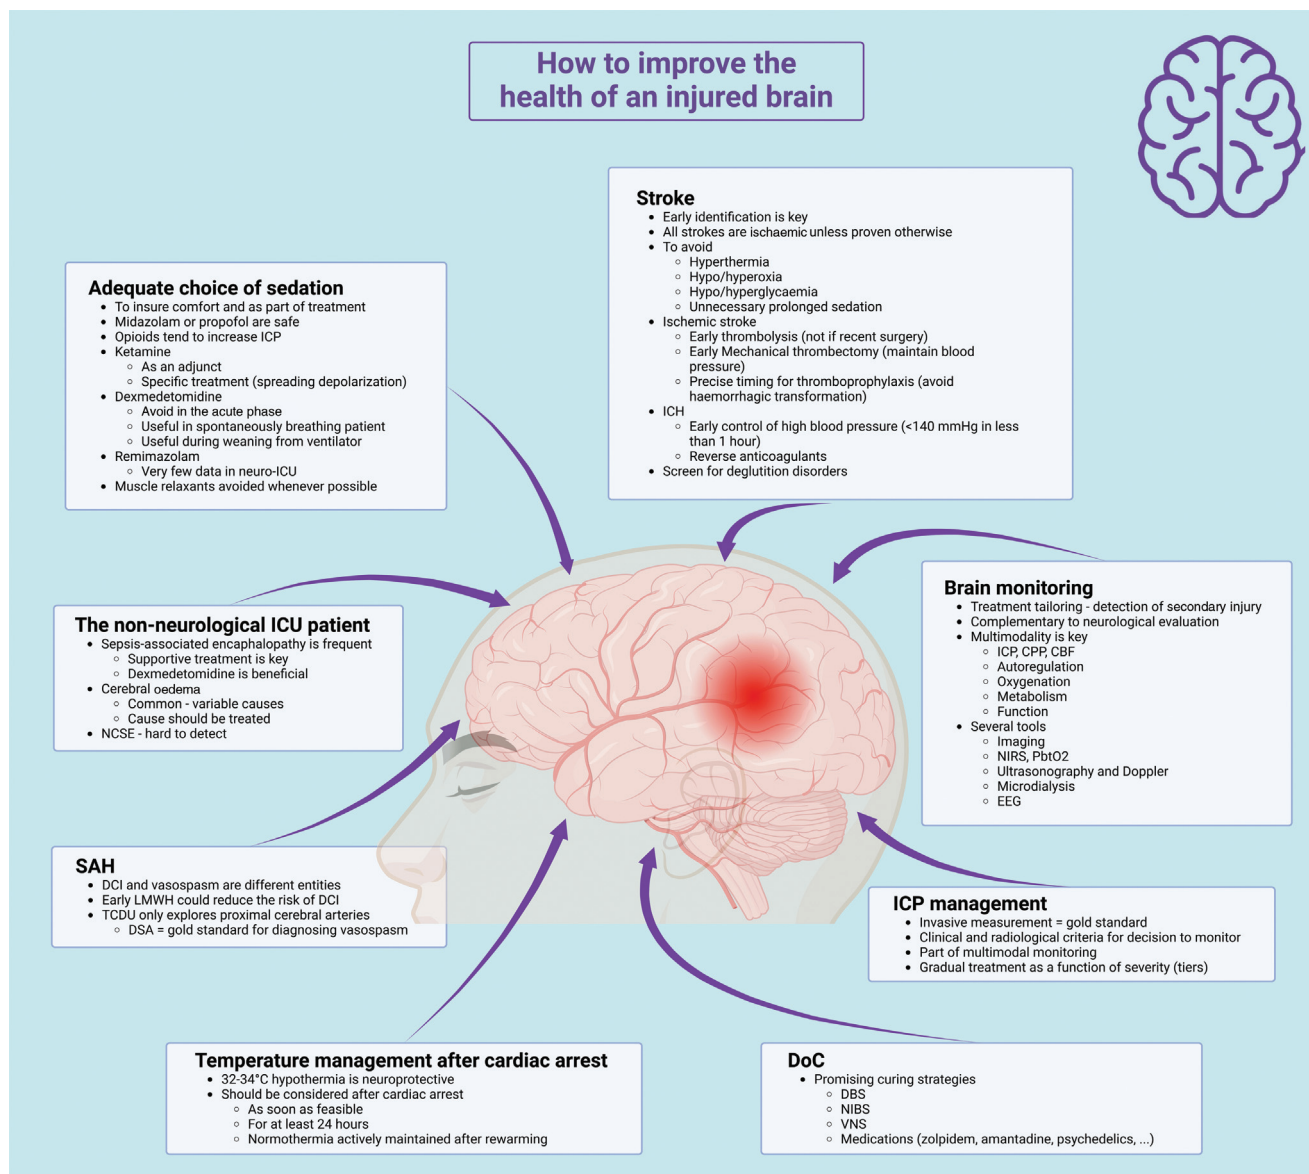 How to improve the
health of an injured brain
Stroke
• Early identification is key
• All strokes are ischaemic unless proven otherwise
• To avoid
◦ Hyperthermia
◦ Hypo/hyperoxia
◦ Hypo/hyperglycaemia
◦ Unnecessary prolonged sedation
• Ischemic stroke
◦ Early thrombolysis (not if recent surgery)
◦ Early Mechanical thrombectomy (maintain blood
pressure)
◦ Precise timing for thromboprophylaxis (avoid
haemorrhagic transformation)
• ICH
◦ Early control of high blood pressure (<140 mmHg in less
than 1 hour)
◦ Reverse anticoagulants
• Screen for deglutition disorders
Adequate choice of sedation
• To insure comfort and as part of treatment
• Midazolam or propofol are safe
• Opioids tend to increase ICP
• Ketamine
◦ As an adjunct
◦ Specific treatment (spreading depolarization)
• Dexmedetomidine
◦ Avoid in the acute phase
◦ Useful in spontaneously breathing patient
◦ Useful during weaning from ventilator
• Remimazolam
◦ Very few data in neuro-ICU
• Muscle relaxants avoided whenever possible
Brain monitoring
• Treatment tailoring - detection of secondary injury
• Complementary to neurological evaluation
• Multimodality is key
◦ ICP, CPP, CBF
◦ Autoregulation
◦ Oxygenation
◦ Metabolism
◦ Function
• Several tools
◦ Imaging
◦ NIRS, PbtO2
◦ Ultrasonography and Doppler
◦ Microdialysis
◦ EEG
The non-neurological ICU patient
• Sepsis-associated encephalopathy is frequent
◦ Supportive treatment is key
◦ Dexmedetomidine is beneficial
• Cerebral oedema
◦ Common - variable causes
◦ Cause should be treated
• NCSE - hard to detect
SAH
• DCI and vasospasm are different entities
• Early LMWH could reduce the risk of DCI
• TCDU only explores proximal cerebral arteries
◦ DSA = gold standard for diagnosing vasospasm
ICP management
• Invasive measurement = gold standard
• Clinical and radiological criteria for decision to monitor
• Part of multimodal monitoring
• Gradual treatment as a function of severity (tiers)
Temperature management after cardiac arrest
• 32-34°C hypothermia is neuroprotective
• Should be considered after cardiac arrest
◦ As soon as feasible
◦ For at least 24 hours
◦ Normothermia actively maintained after rewarming
DoC
• Promising curing strategies
◦ DBS
◦ NIBS
◦ VNS
◦ Medications (zolpidem, amantadine, psychedelics, ...)